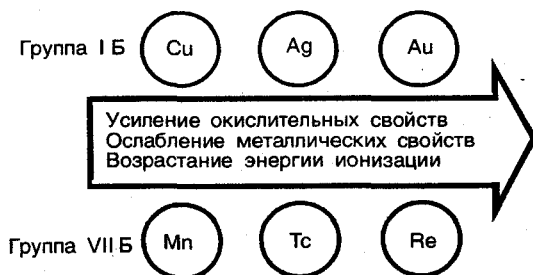 Группа I Б Cu Ag Au
Усиление окислительных свойств
Ослабление металлических свойств
Возрастание энергии ионизации
Группа VII Б Mn Tc Re